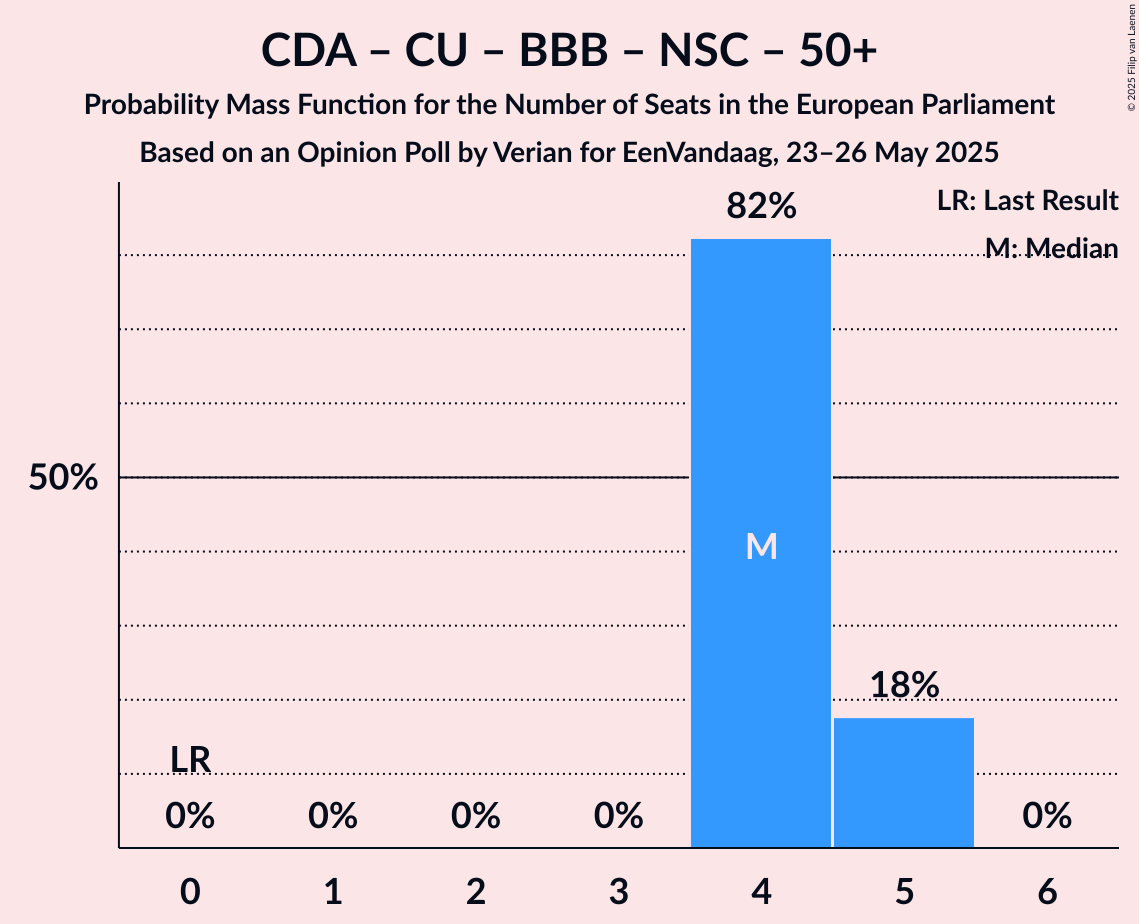 CDA – CU – BBB – NSC – 50+
Probability Mass Function for the Number of Seats in the European Parliament
Based on an Opinion Poll by Verian for EenVandaag, 23–26 May 2025
© 2025 Filip van Laenen
LR: Last Result
M: Median
82%
50%
M
18%
LR
0% 0% 0% 0% 0%
0 1 2 3 4 5 6